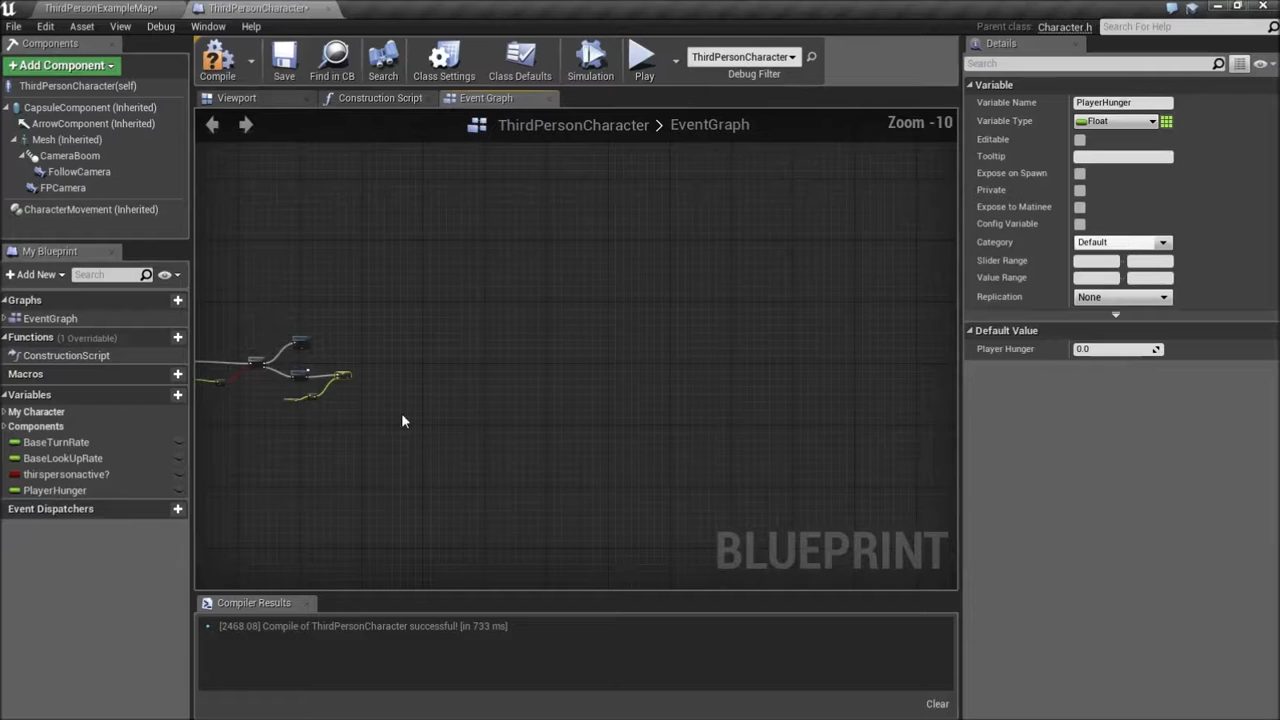 ThirdPersonExampleMap*
ThirdPersonCharacter*
File Edit Asset View Debug Window Help
Parent class: Character.h
Search For Help
Components
+Add Component
ThirdPersonCharacter(self)
CapsuleComponent (Inherited)
ArrowComponent (Inherited)
Mesh (Inherited)
CameraBoom
FollowCamera
FPCamera
CharacterMovement (Inherited)
My Blueprint
+Add New
Search
Graphs
EventGraph
Functions (1 Overridable)
ConstructionScript
Macros
Variables
My Character
Components
BaseTurnRate
BaseLookUpRate
thirspersonactive?
PlayerHunger
Event Dispatchers
Compile
Save
Find in CB
Search
Class Settings
Class Defaults
Simulation
Play
ThirdPersonCharacter
Debug Filter
Viewport
Construction Script
Event Graph
ThirdPersonCharacter > EventGraph
Zoom -10
BLUEPRINT
Compiler Results
[2468.08] Compile of ThirdPersonCharacter successful! [in 733 ms]
Clear
Details
Search
Variable
Variable Name PlayerHunger
Variable Type Float
Editable
Tooltip
Expose on Spawn
Private
Expose to Matinee
Config Variable
Category Default
Slider Range
Value Range
Replication None
Default Value
Player Hunger 0.0